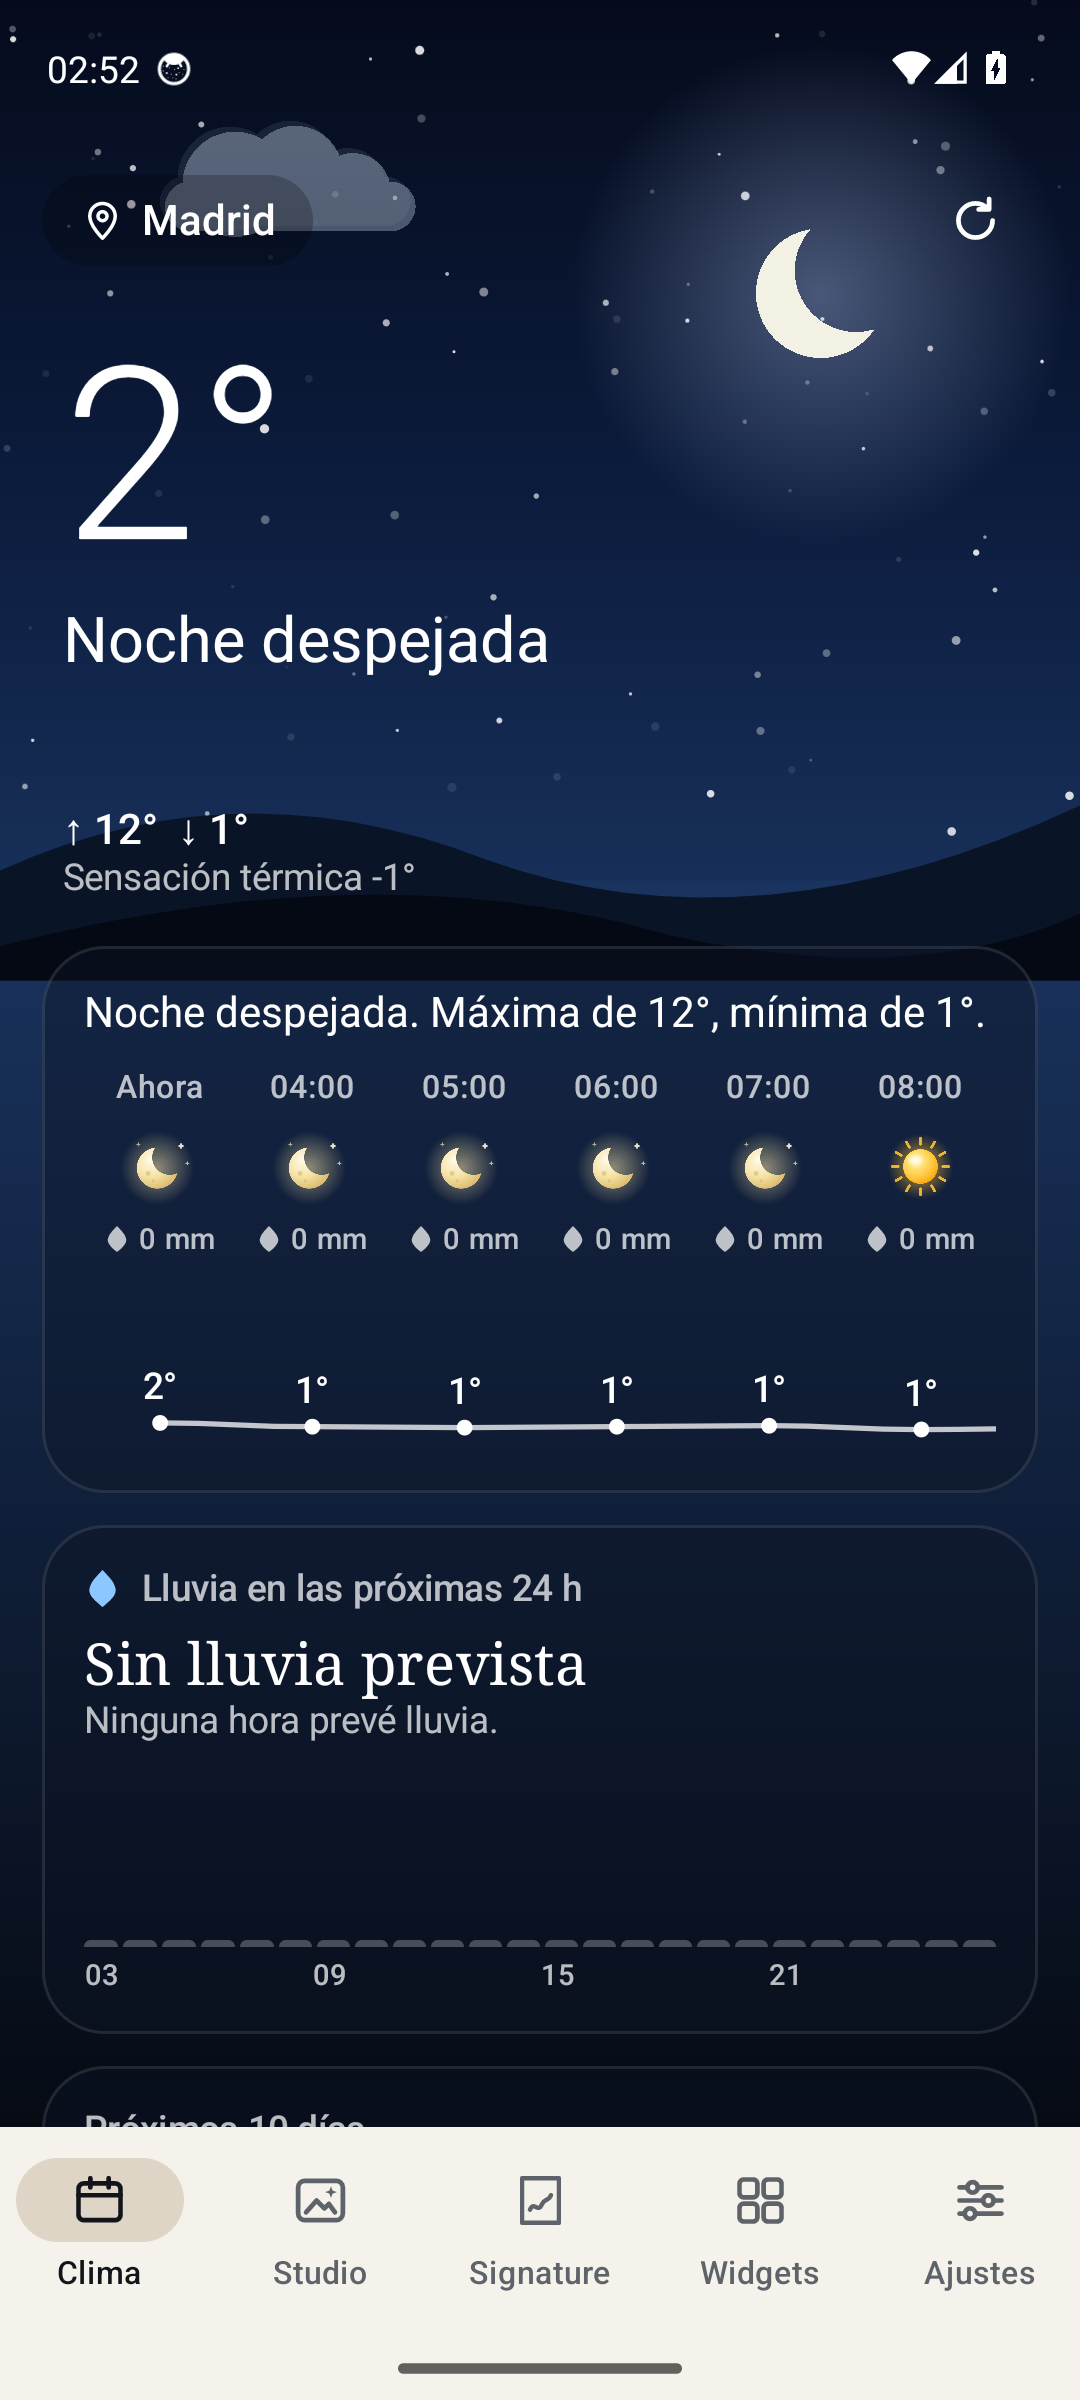 02:52
Madrid
2°
Noche despejada
↑ 12° ↓ 1°
Sensación térmica -1°
Noche despejada. Máxima de 12°, mínima de 1°.
Ahora 04:00 05:00 06:00 07:00 08:00
0 mm 0 mm 0 mm 0 mm 0 mm 0 mm
2° 1° 1° 1° 1° 1°
Lluvia en las próximas 24 h
Sin lluvia prevista
Ninguna hora prevé lluvia.
03 09 15 21
Próximos 10 días
Clima Studio Signature Widgets Ajustes